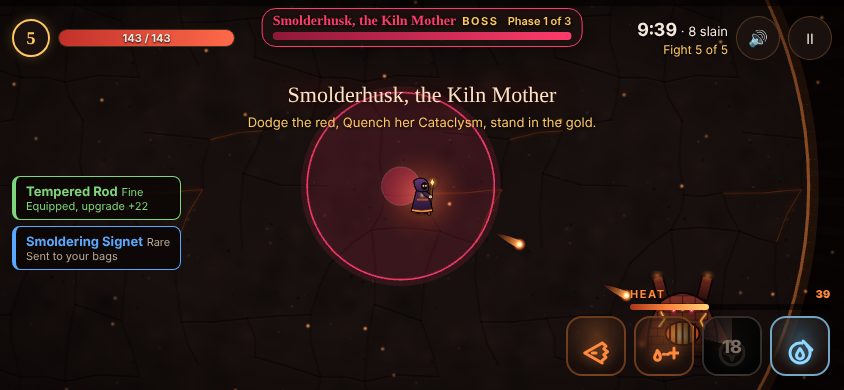 5
143 / 143
Smolderhusk, the Kiln Mother BOSS Phase 1 of 3
9:39 · 8 slain
Fight 5 of 5
Smolderhusk, the Kiln Mother
Dodge the red, Quench her Cataclysm, stand in the gold.
Tempered Rod Fine
Equipped, upgrade +22
Smoldering Signet Rare
Sent to your bags
HEAT 39
18